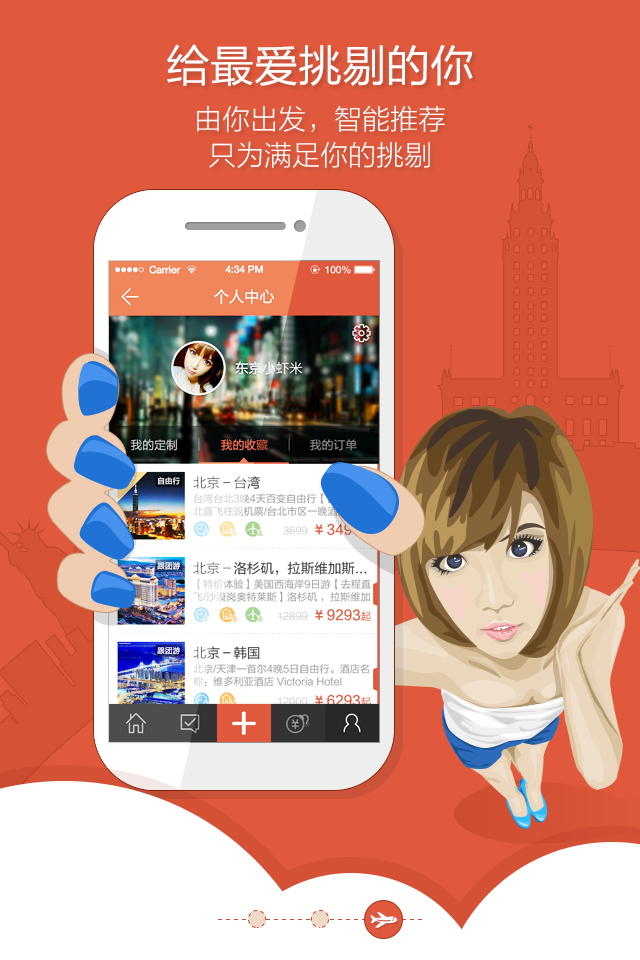 给最爱挑剔的你
由你出发，智能推荐
只为满足你的挑剔
Carrier 4:34 PM 100%
个人中心
东京小虾米
我的定制 我的收藏 我的订单
自由行
北京－台湾
台湾台北3晚4天百变自由行【
北直飞往返机票/台北市区一晚酒
3699 ¥349
跟团游
北京－洛杉矶，拉斯维加斯...
【特价体验】美国西海岸9日游【去程直
飞/沙漠岗奥特莱斯】洛杉矶，拉斯维加
12899 ¥9293起
跟团游
北京－韩国
北京/天津一首尔4晚5日自由行。酒店名
称：维多利亚酒店 Victoria Hotel
12000 ¥6293起